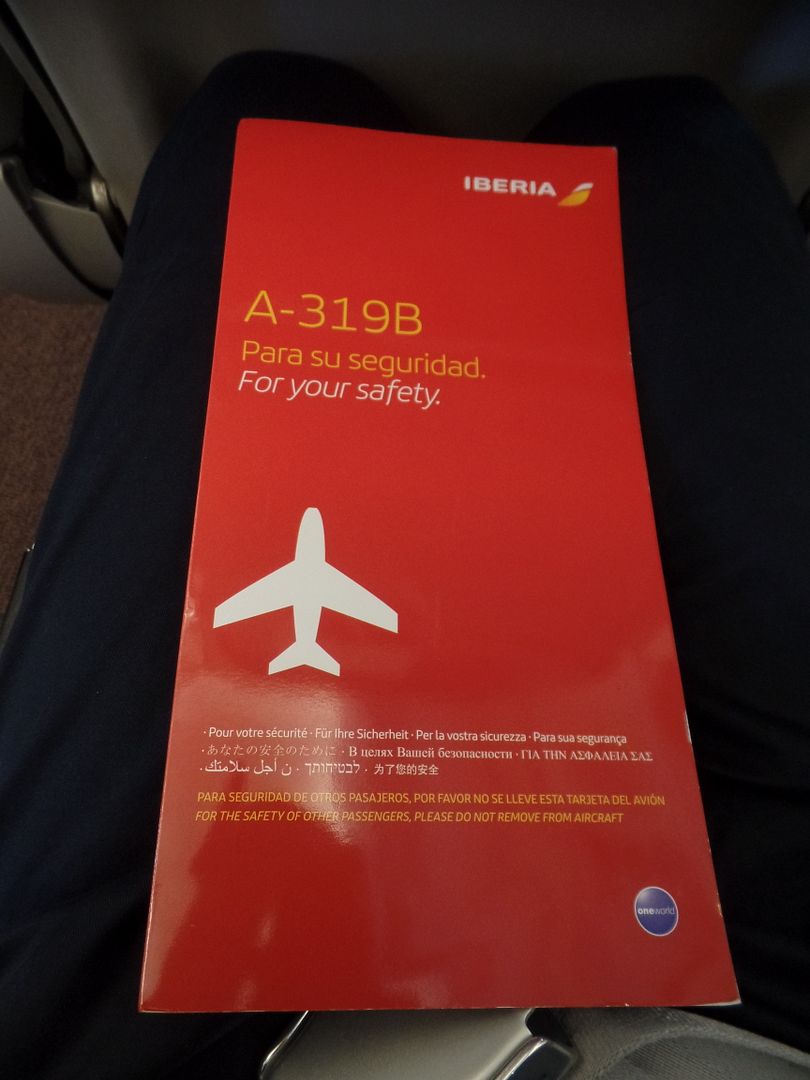 IBERIA
A-319B
Para su seguridad.
For your safety.
· Pour votre sécurité · Für Ihre Sicherheit · Per la vostra sicurezza · Para sua segurança
· あなたの安全のために · В целях Вашей безопасности · ΓΙΑ ΤΗΝ ΑΣΦΑΛΕΙΑ ΣΑΣ
· ن أجل سلامتك · לבטיחותך · 为了您的安全
PARA SEGURIDAD DE OTROS PASAJEROS, POR FAVOR NO SE LLEVE ESTA TARJETA DEL AVIÓN
FOR THE SAFETY OF OTHER PASSENGERS, PLEASE DO NOT REMOVE FROM AIRCRAFT
oneworld